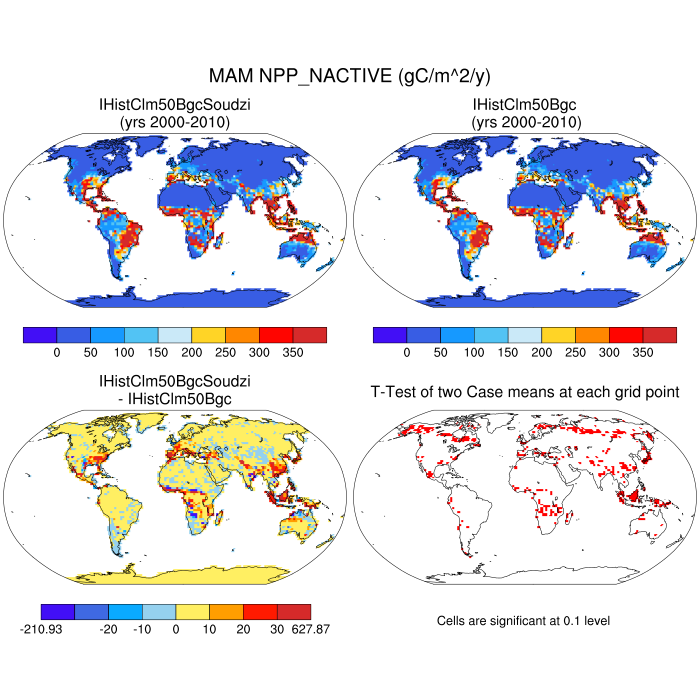 MAM NPP_NACTIVE (gC/m^2/y)
IHistClm50BgcSoudzi
(yrs 2000-2010)
IHistClm50Bgc
(yrs 2000-2010)
0 50 100 150 200 250 300 350
0 50 100 150 200 250 300 350
IHistClm50BgcSoudzi
- IHistClm50Bgc
T-Test of two Case means at each grid point
-210.93 -20 -10 0 10 20 30 627.87
Cells are significant at 0.1 level